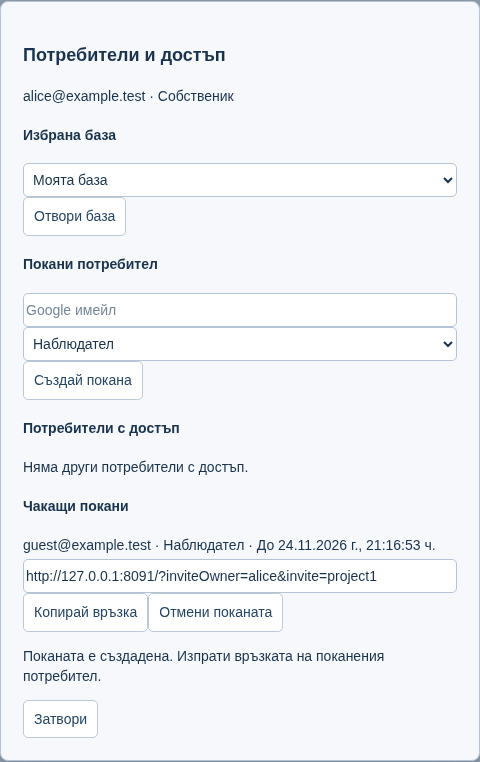 Потребители и достъп
alice@example.test · Собственик
Избрана база
Моята база
Отвори база
Покани потребител
Google имейл
Наблюдател
Създай покана
Потребители с достъп
Няма други потребители с достъп.
Чакащи покани
guest@example.test · Наблюдател · До 24.11.2026 г., 21:16:53 ч.
http://127.0.0.1:8091/?inviteOwner=alice&invite=project1
Копирай връзка Отмени поканата
Поканата е създадена. Изпрати връзката на поканения
потребител.
Затвори